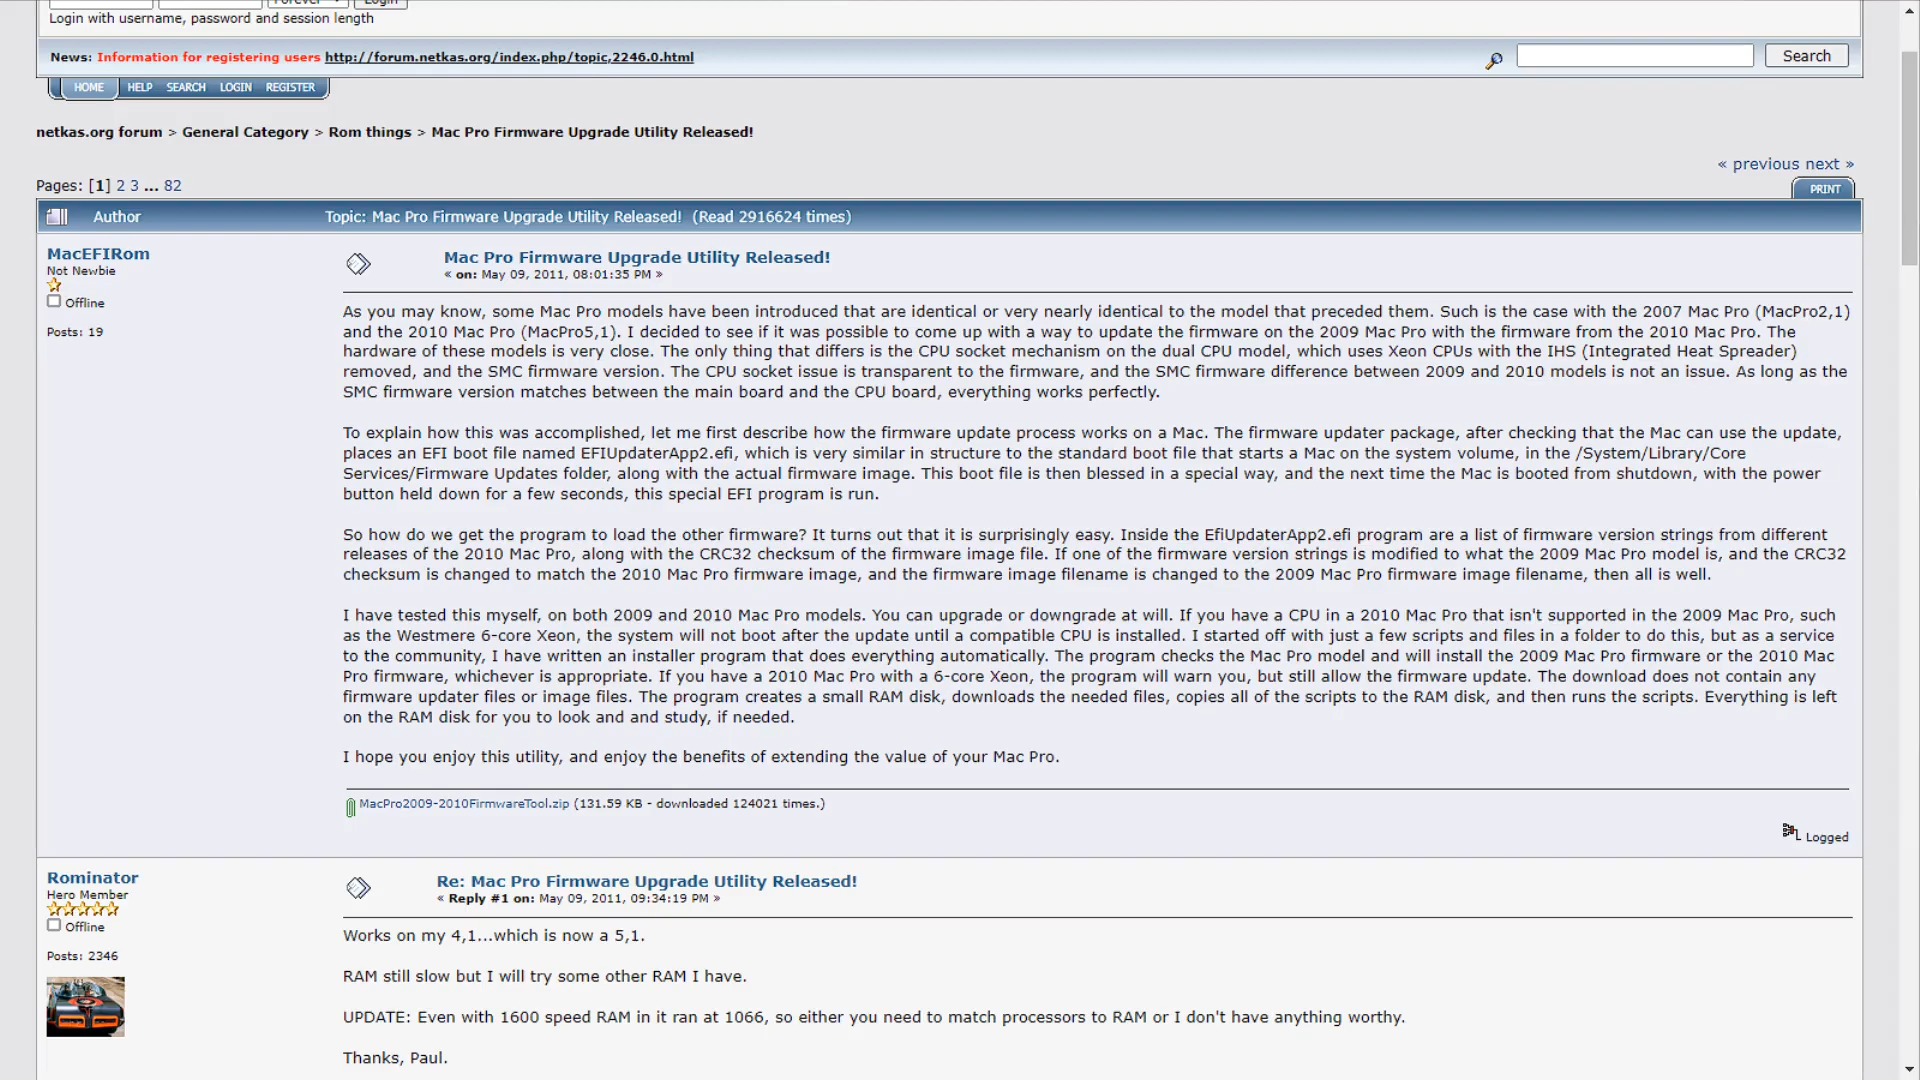 Forever
Login
Login with username, password and session length
News: Information for registering users http://forum.netkas.org/index.php/topic,2246.0.html
Search
HOME HELP SEARCH LOGIN REGISTER
netkas.org forum > General Category > Rom things > Mac Pro Firmware Upgrade Utility Released!
« previous next »
Pages: [1] 2 3 ... 82
PRINT
Author Topic: Mac Pro Firmware Upgrade Utility Released! (Read 2916624 times)
MacEFIRom
Not Newbie
Offline
Posts: 19
Mac Pro Firmware Upgrade Utility Released!
« on: May 09, 2011, 08:01:35 PM »
As you may know, some Mac Pro models have been introduced that are identical or very nearly identical to the model that preceded them. Such is the case with the 2007 Mac Pro (MacPro2,1)
and the 2010 Mac Pro (MacPro5,1). I decided to see if it was possible to come up with a way to update the firmware on the 2009 Mac Pro with the firmware from the 2010 Mac Pro. The
hardware of these models is very close. The only thing that differs is the CPU socket mechanism on the dual CPU model, which uses Xeon CPUs with the IHS (Integrated Heat Spreader)
removed, and the SMC firmware version. The CPU socket issue is transparent to the firmware, and the SMC firmware difference between 2009 and 2010 models is not an issue. As long as the
SMC firmware version matches between the main board and the CPU board, everything works perfectly.
To explain how this was accomplished, let me first describe how the firmware update process works on a Mac. The firmware updater package, after checking that the Mac can use the update,
places an EFI boot file named EFIUpdaterApp2.efi, which is very similar in structure to the standard boot file that starts a Mac on the system volume, in the /System/Library/Core
Services/Firmware Updates folder, along with the actual firmware image. This boot file is then blessed in a special way, and the next time the Mac is booted from shutdown, with the power
button held down for a few seconds, this special EFI program is run.
So how do we get the program to load the other firmware? It turns out that it is surprisingly easy. Inside the EfiUpdaterApp2.efi program are a list of firmware version strings from different
releases of the 2010 Mac Pro, along with the CRC32 checksum of the firmware image file. If one of the firmware version strings is modified to what the 2009 Mac Pro model is, and the CRC32
checksum is changed to match the 2010 Mac Pro firmware image, and the firmware image filename is changed to the 2009 Mac Pro firmware image filename, then all is well.
I have tested this myself, on both 2009 and 2010 Mac Pro models. You can upgrade or downgrade at will. If you have a CPU in a 2010 Mac Pro that isn't supported in the 2009 Mac Pro, such
as the Westmere 6-core Xeon, the system will not boot after the update until a compatible CPU is installed. I started off with just a few scripts and files in a folder to do this, but as a service
to the community, I have written an installer program that does everything automatically. The program checks the Mac Pro model and will install the 2009 Mac Pro firmware or the 2010 Mac
Pro firmware, whichever is appropriate. If you have a 2010 Mac Pro with a 6-core Xeon, the program will warn you, but still allow the firmware update. The download does not contain any
firmware updater files or image files. The program creates a small RAM disk, downloads the needed files, copies all of the scripts to the RAM disk, and then runs the scripts. Everything is left
on the RAM disk for you to look and and study, if needed.
I hope you enjoy this utility, and enjoy the benefits of extending the value of your Mac Pro.
MacPro2009-2010FirmwareTool.zip (131.59 KB - downloaded 124021 times.)
Logged
Rominator
Hero Member
Offline
Posts: 2346
Re: Mac Pro Firmware Upgrade Utility Released!
« Reply #1 on: May 09, 2011, 09:34:19 PM »
Works on my 4,1...which is now a 5,1.
RAM still slow but I will try some other RAM I have.
UPDATE: Even with 1600 speed RAM in it ran at 1066, so either you need to match processors to RAM or I don't have anything worthy.
Thanks, Paul.